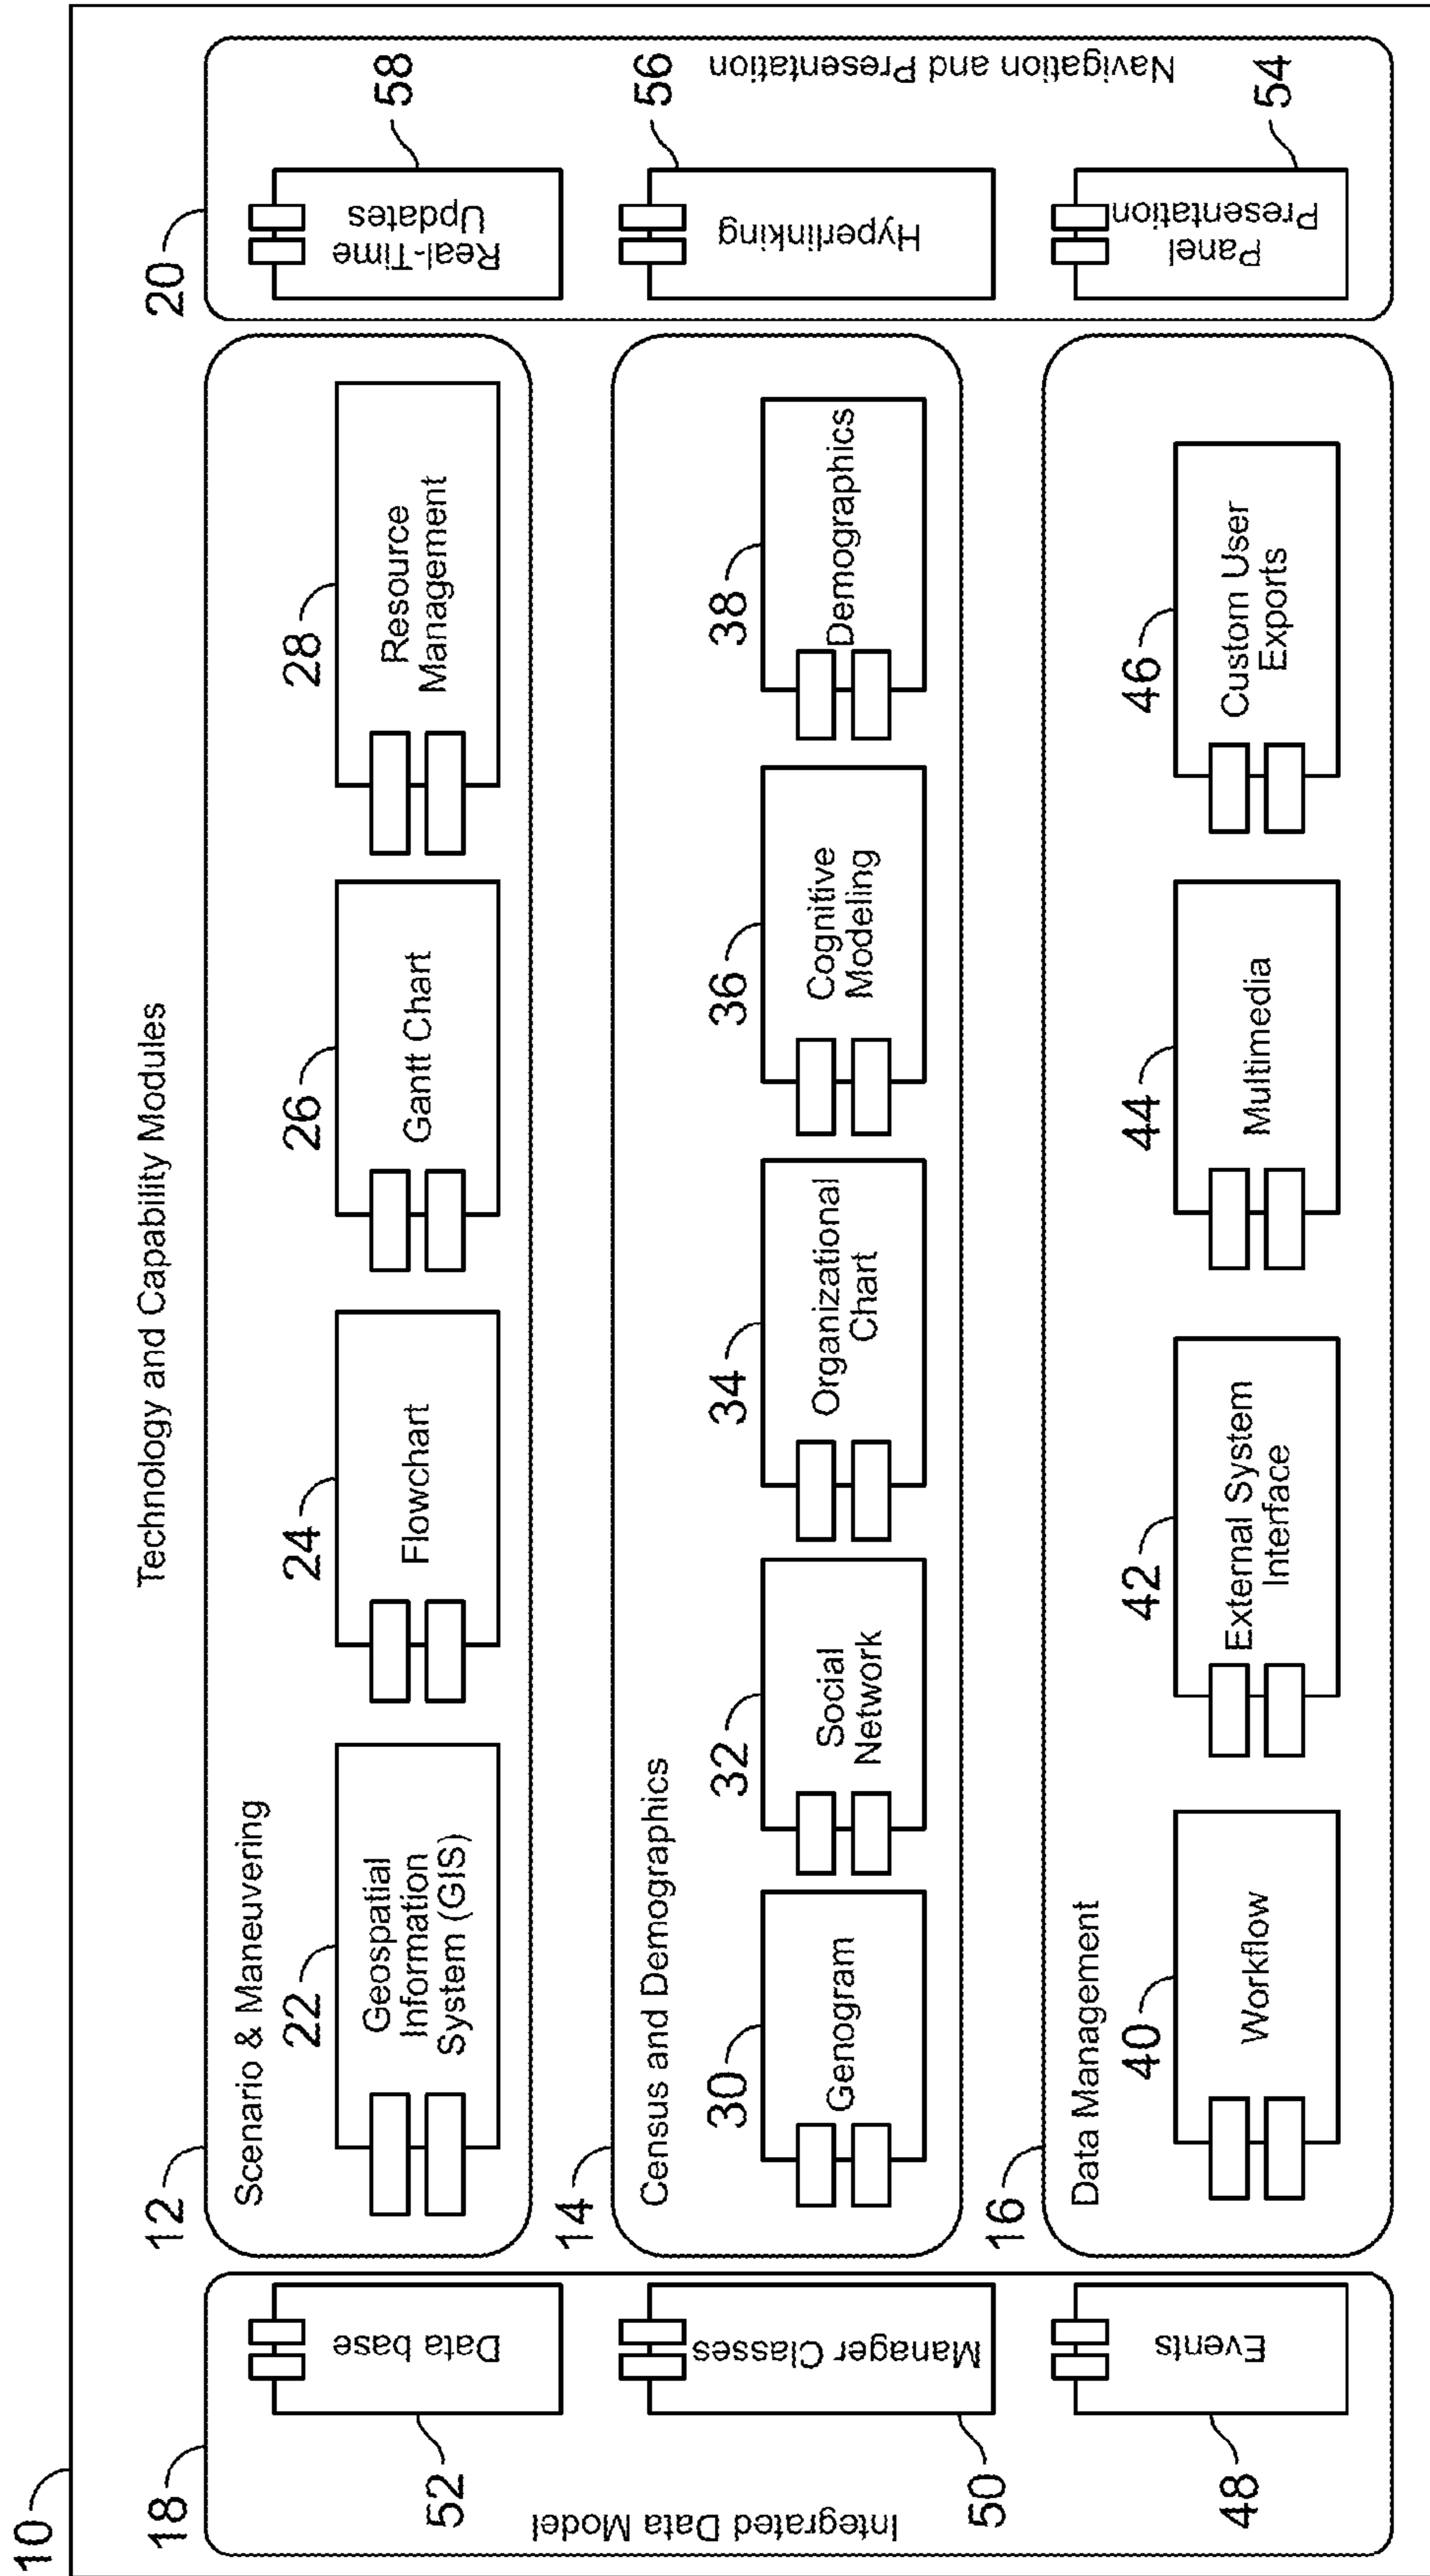 10
Technology and Capability Modules
18
Integrated Data Model
52
Data base
50
Manager Classes
48
Events
12
Scenario & Maneuvering
22
Geospatial
Information
System (GIS)
24
Flowchart
26
Gantt Chart
28
Resource
Management
14
Census and Demographics
30
Genogram
32
Social
Network
34
Organizational
Chart
36
Cognitive
Modeling
38
Demographics
16
Data Management
40
Workflow
42
External System
Interface
44
Multimedia
46
Custom User
Exports
20
Navigation and Presentation
58
Real-Time
Updates
56
Hyperlinking
54
Panel
Presentation